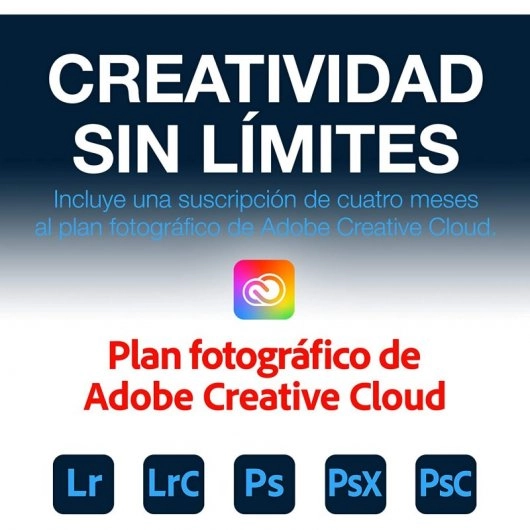 CREATIVIDAD
SIN LÍMITES
Incluye una suscripción de cuatro meses
al plan fotográfico de Adobe Creative Cloud.
Plan fotográfico de
Adobe Creative Cloud
Lr LrC Ps PsX PsC